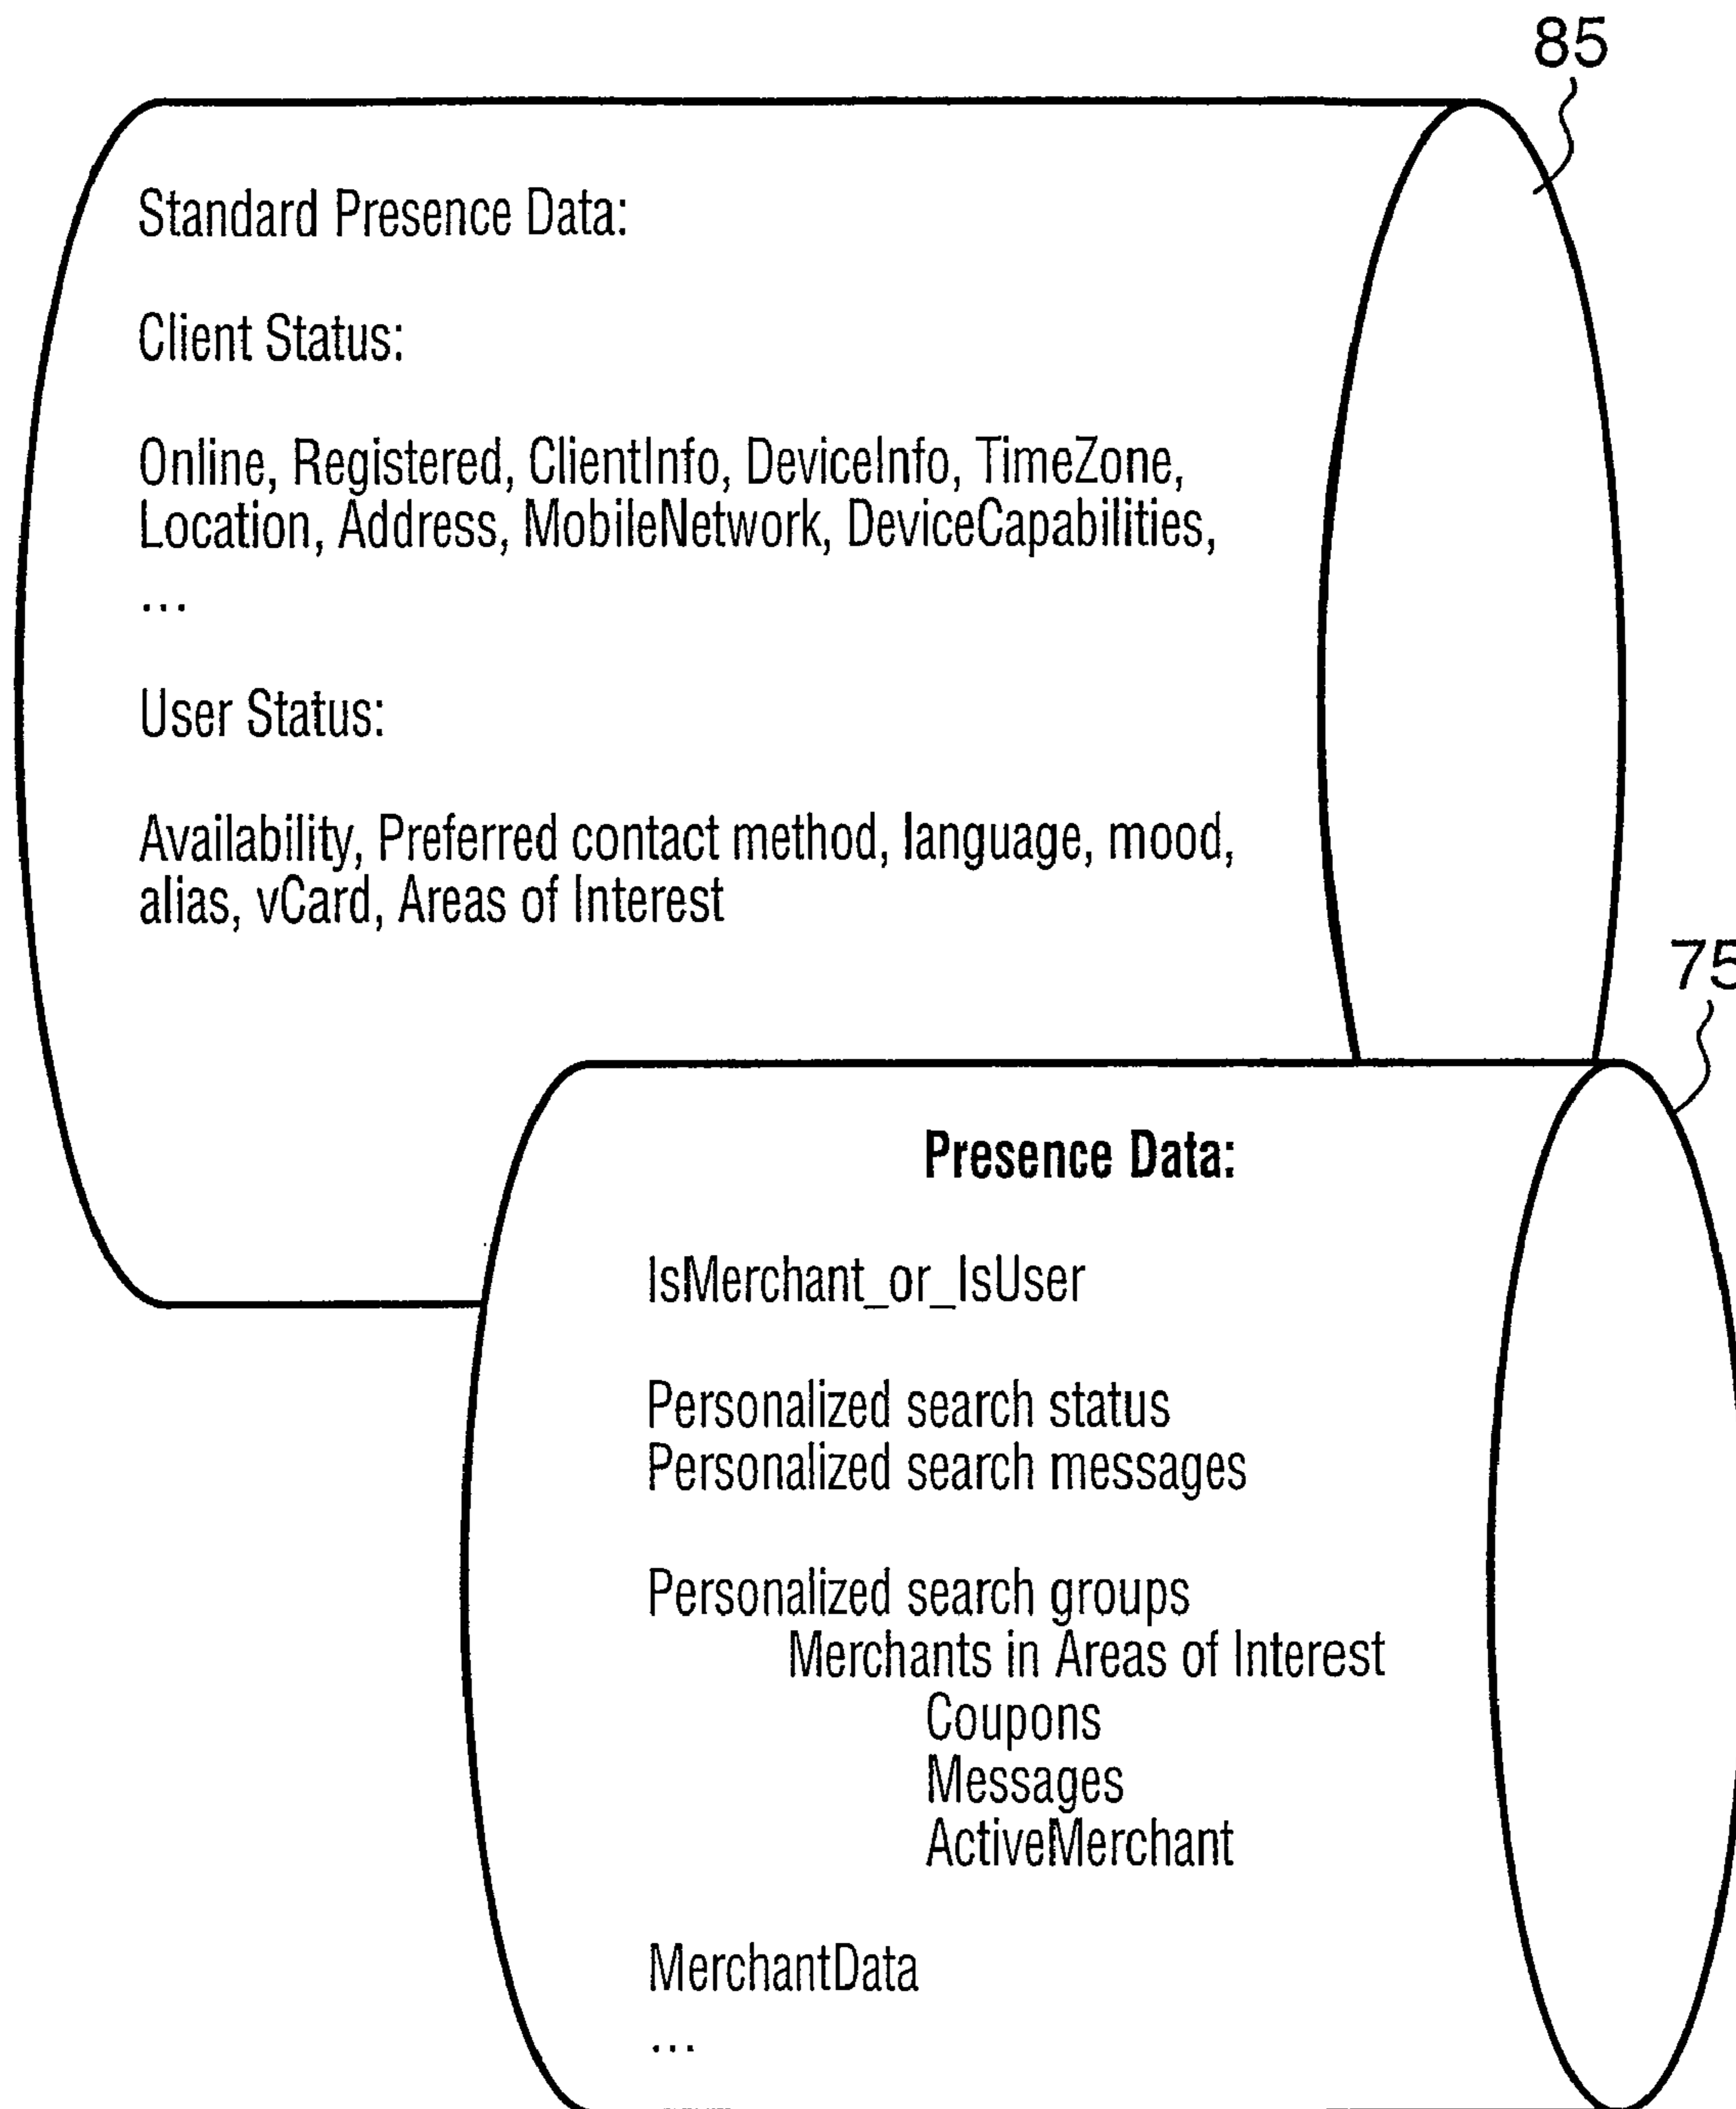 85
Standard Presence Data:
Client Status:
Online, Registered, ClientInfo, DeviceInfo, TimeZone,
Location, Address, MobileNetwork, DeviceCapabilities,
...
User Status:
Availability, Preferred contact method, language, mood,
alias, vCard, Areas of Interest
75
Presence Data:
IsMerchant_or_IsUser
Personalized search status
Personalized search messages
Personalized search groups
Merchants in Areas of Interest
Coupons
Messages
ActiveMerchant
MerchantData
...